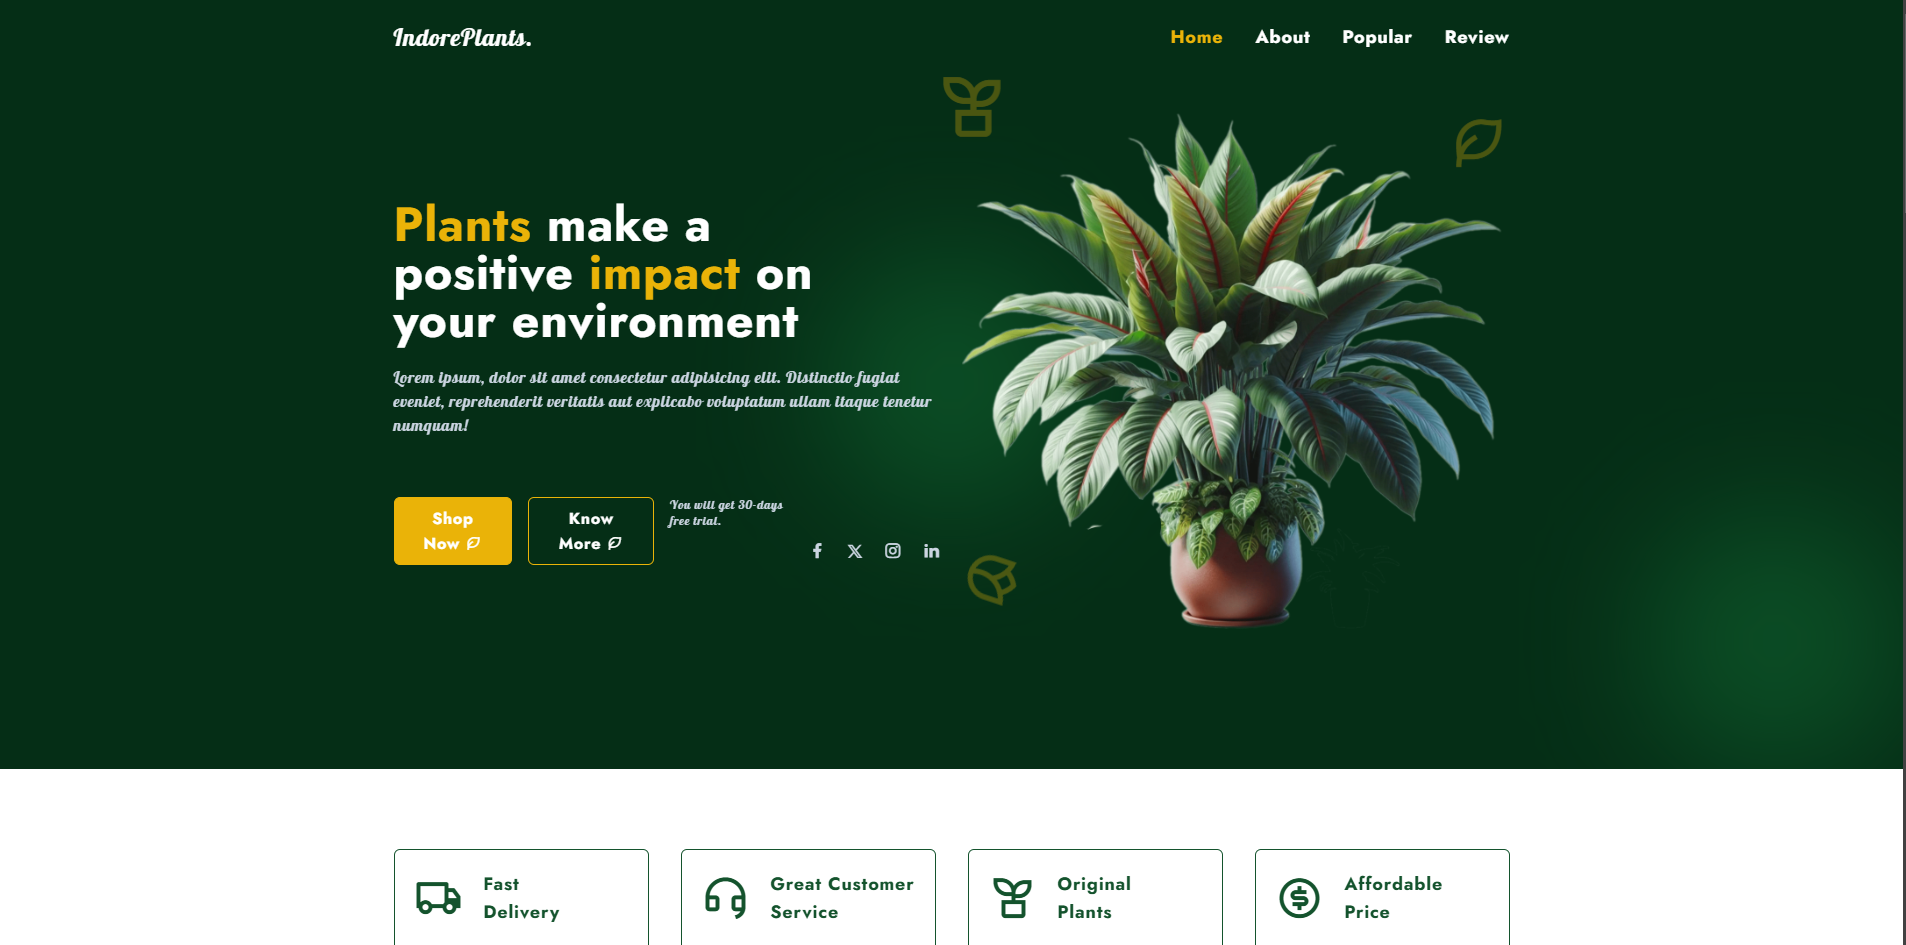 IndorePlants.
Home About Popular Review
Plants make a
positive impact on
your environment
Lorem ipsum, dolor sit amet consectetur adipisicing elit. Distinctio fugiat
eveniet, reprehenderit veritatis aut explicabo voluptatum ullam itaque tenetur
numquam!
Shop
Now
Know
More
You will get 30-days
free trial.
Fast
Delivery
Great Customer
Service
Original
Plants
Affordable
Price